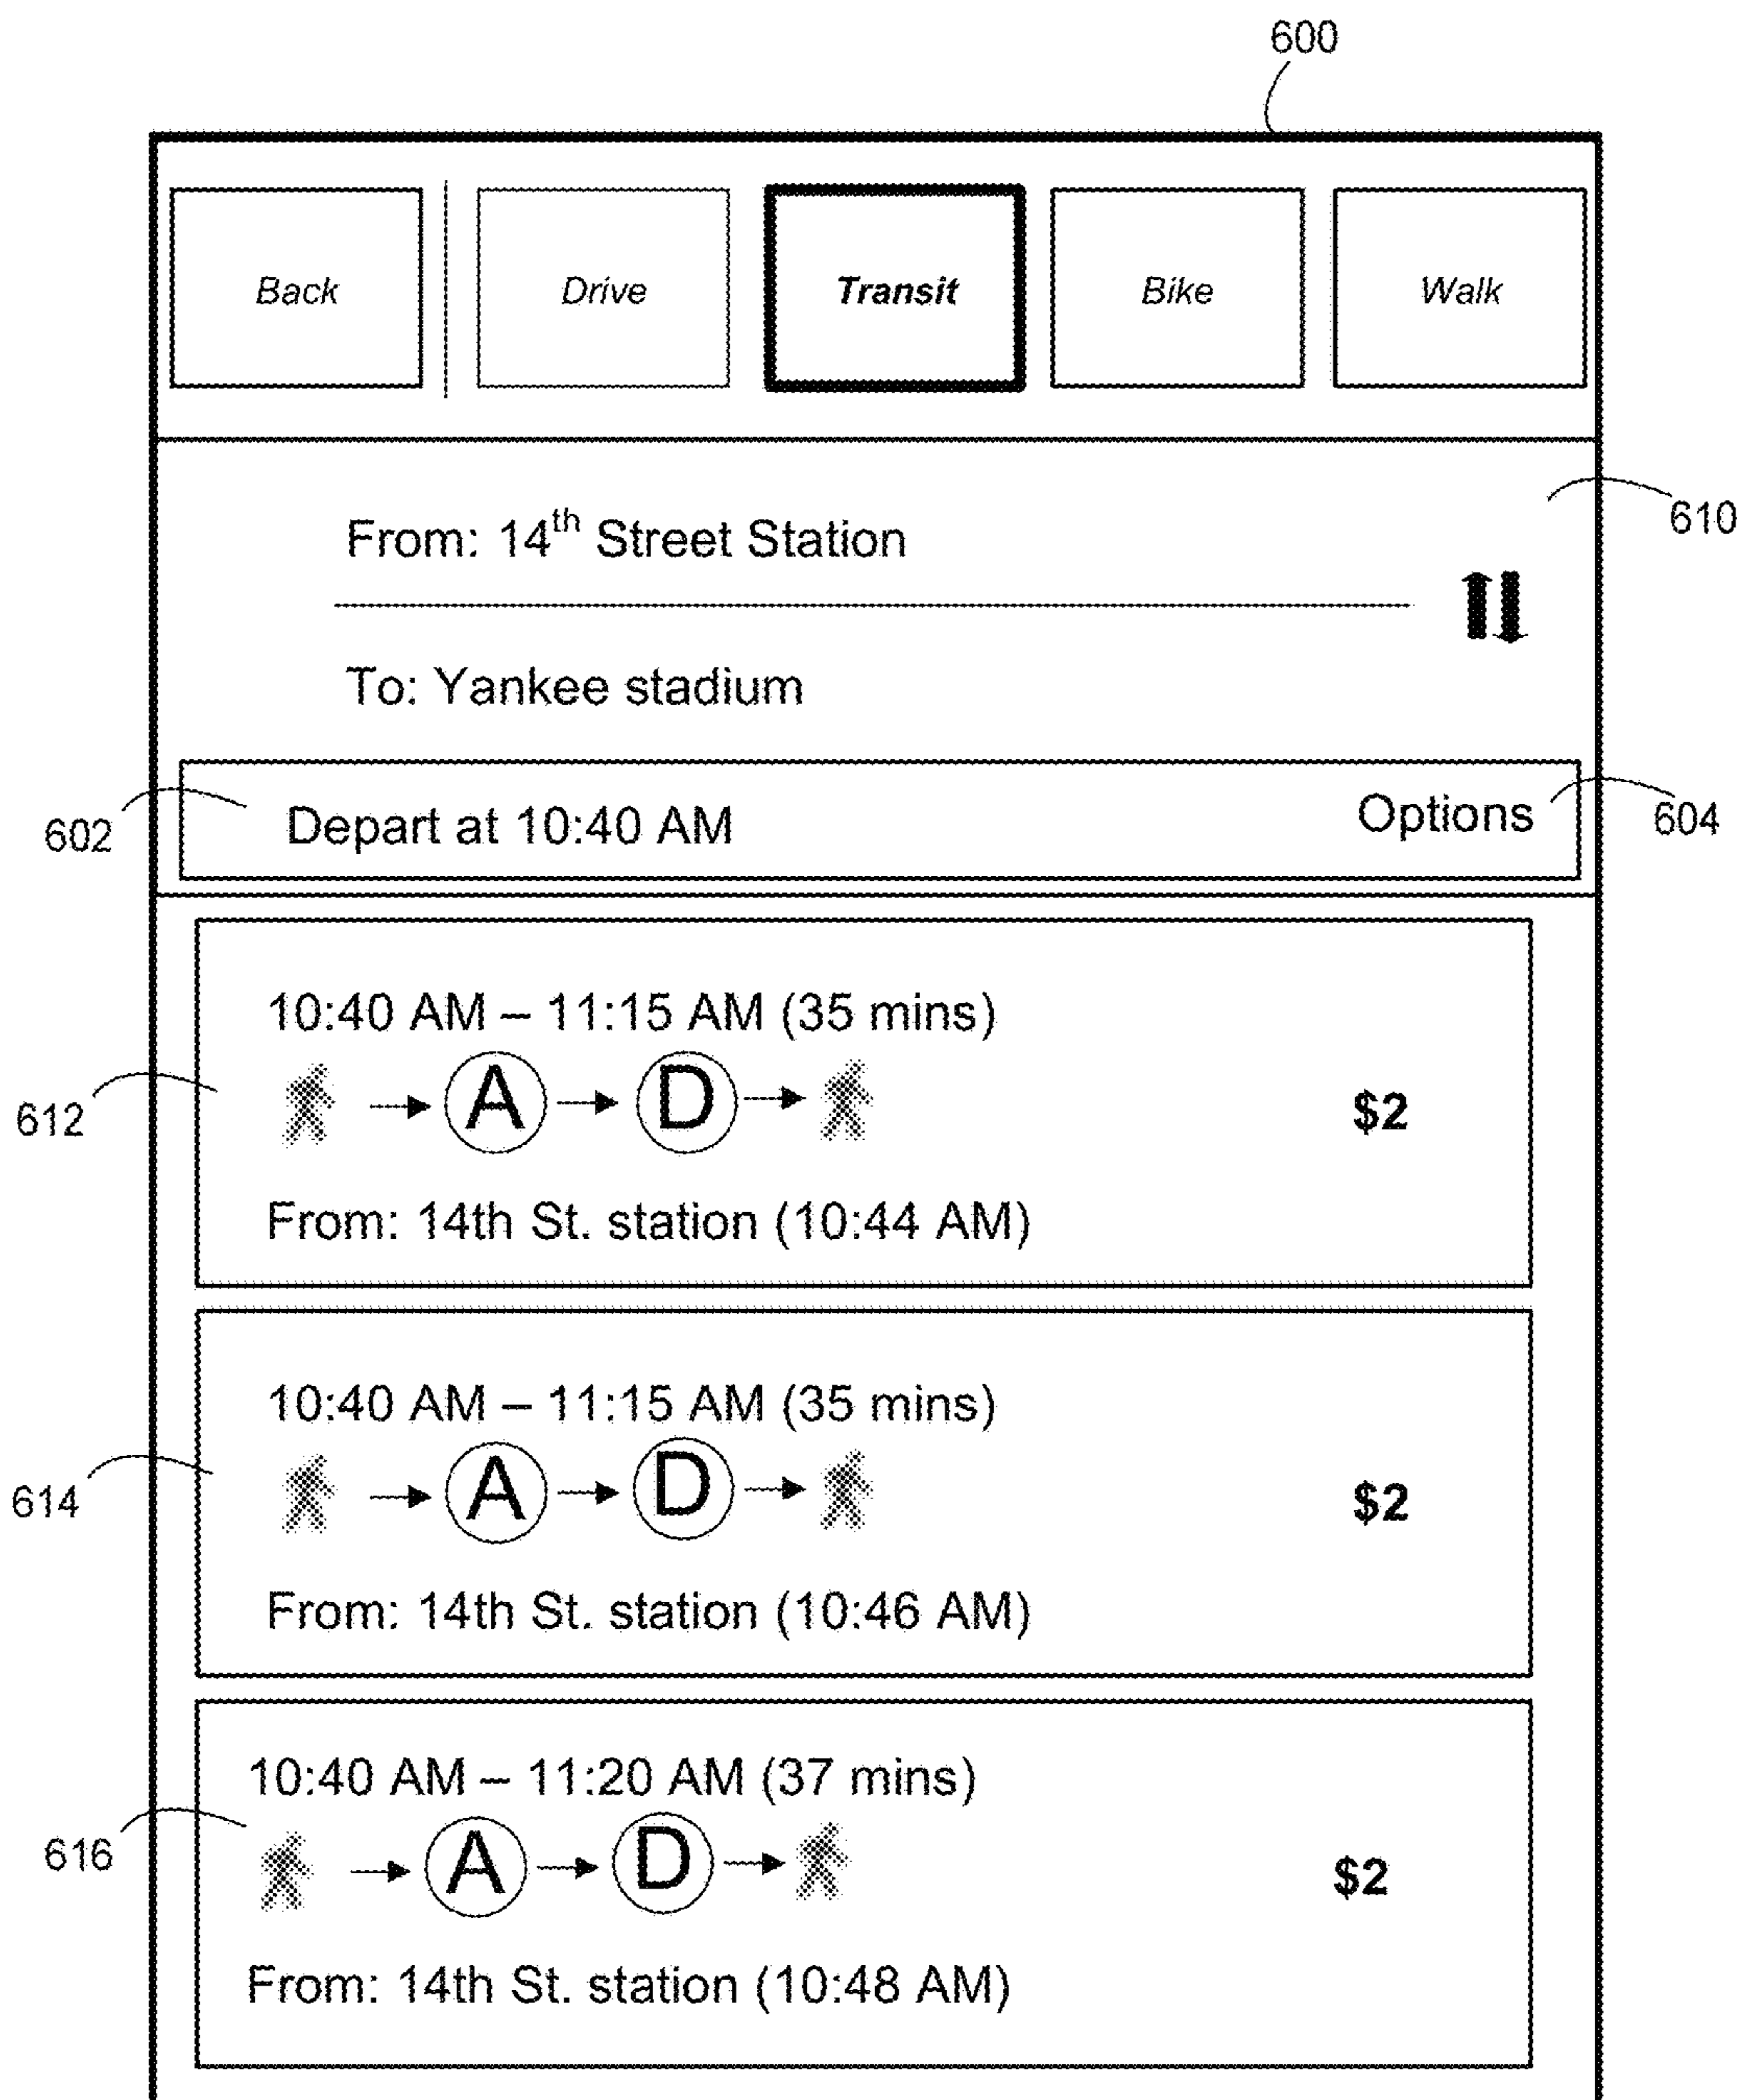 600
Back Drive Transit Bike Walk
From: 14th Street Station
610
To: Yankee stadium
602 Depart at 10:40 AM Options 604
10:40 AM – 11:15 AM (35 mins)
612 A D $2
From: 14th St. station (10:44 AM)
10:40 AM – 11:15 AM (35 mins)
614 A D $2
From: 14th St. station (10:46 AM)
10:40 AM – 11:20 AM (37 mins)
616 A D $2
From: 14th St. station (10:48 AM)